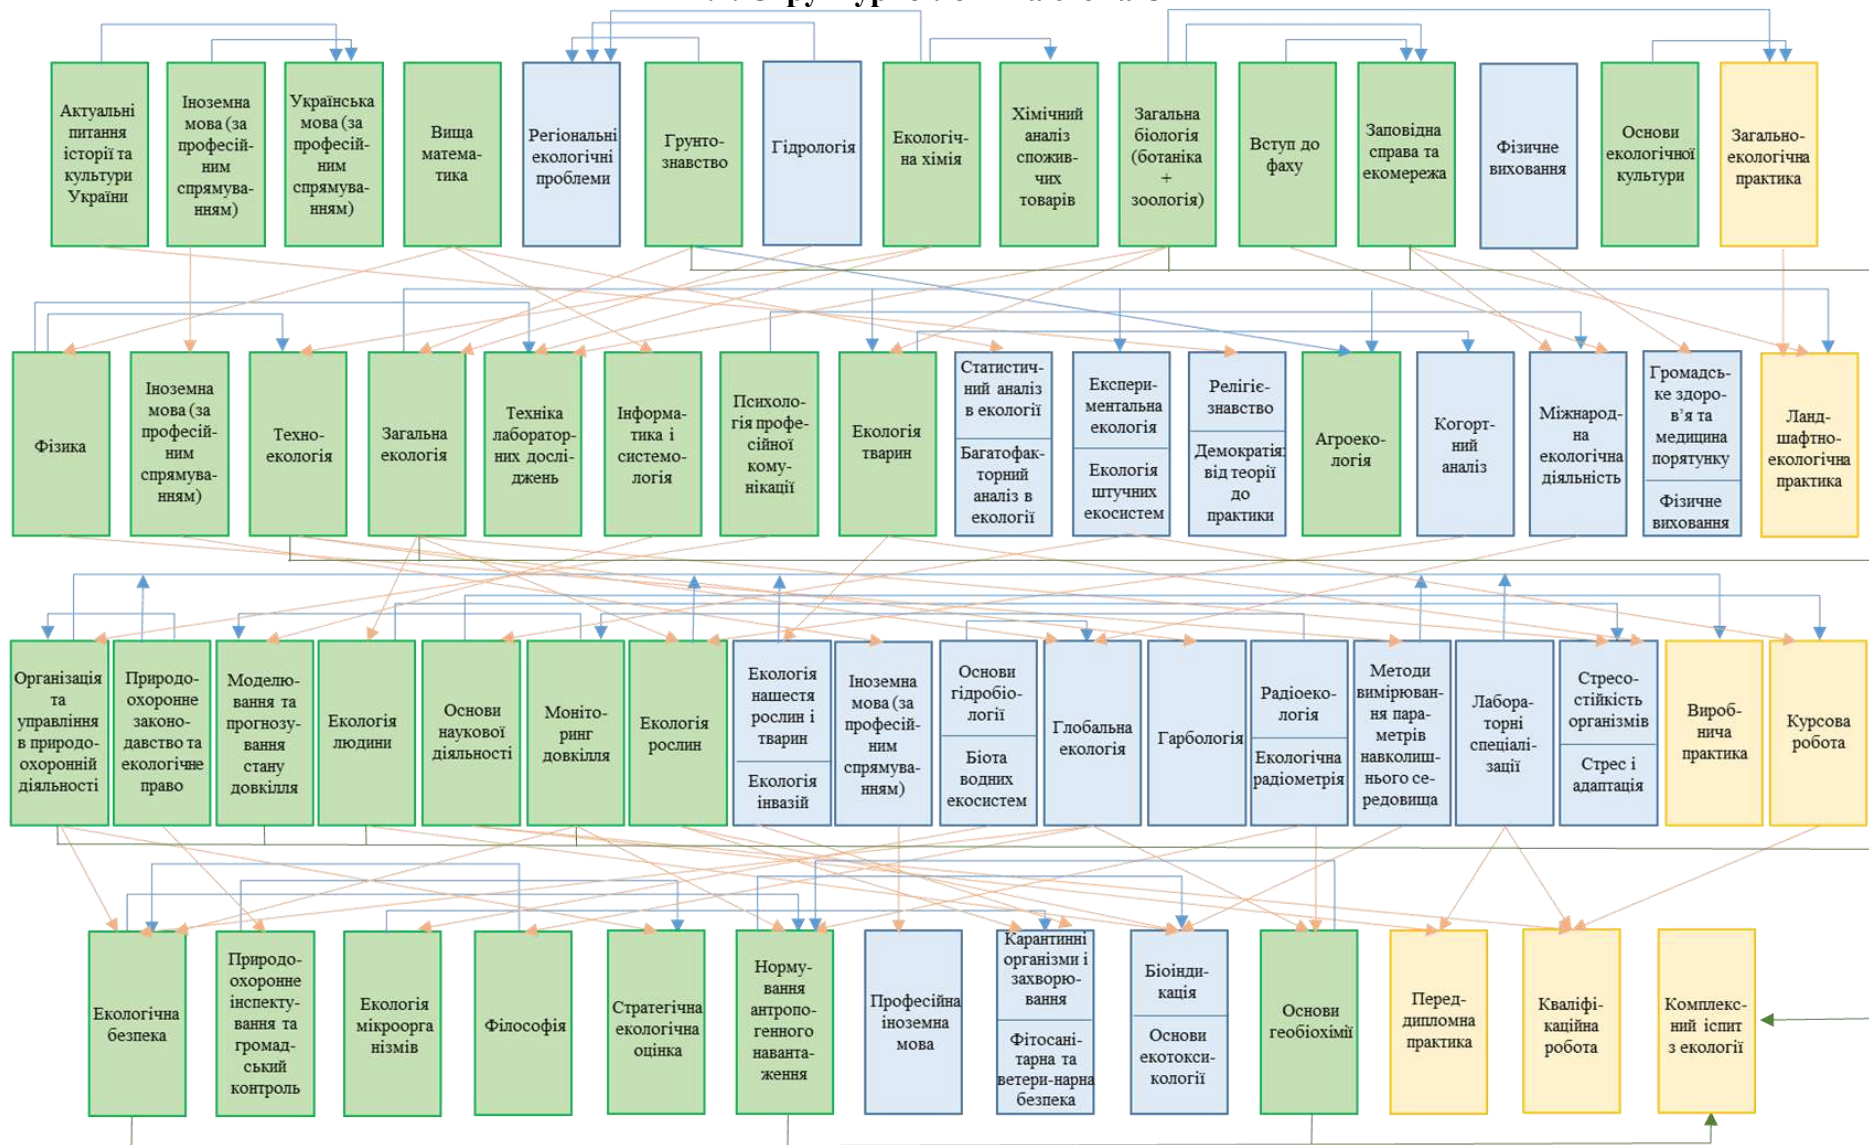 Актуальні
питання
історії та
культури
України
Іноземна
мова (за
професій-
ним
спрямува-
нням)
Українська
мова (за
професій-
ним
спрямува-
нням)
Вища
матема-
тика
Регіональні
екологічні
проблеми
Грунто-
знавство
Гідрологія
Екологіч-
на хімія
Хімічний
аналіз
спожив-
чих
товарів
Загальна
біологія
(ботаніка
+
зоологія)
Вступ до
фаху
Заповідна
справа та
екомережа
Фізичне
виховання
Основи
екологічної
культури
Загально-
екологічна
практика
Фізика
Іноземна
мова (за
професій-
ним
спрямува-
нням)
Техно-
екологія
Загальна
екологія
Техніка
лаборатор-
них дослі-
джень
Інформа-
тика і
системо-
логія
Психоло-
гія профе-
сійної
кому-
нікації
Екологія
тварин
Статистич-
ний аналіз
в екології
Багатофак-
торний
аналіз в
екології
Експери-
ментальна
екологія
Екологія
штучних
екосистем
Релігіє-
знавство
Демократія:
від теорії
до
практики
Агроеко-
логія
Когорт-
ний
аналіз
Міжнарод-
на
екологічна
діяльність
Громадсь-
ке здоро-
в’я та
медицина
порятунку
Фізичне
виховання
Ланд-
шафтно-
екологічна
практика
Організація
та
управління
в природо-
охоронній
діяльності
Природо-
охоронне
законо-
давство та
екологічне
право
Моделю-
вання та
прогнозу-
вання
стану
довкілля
Екологія
людини
Основи
наукової
діяльності
Моніто-
ринг
довкілля
Екологія
рослин
Екологія
нашестя
рослин і
тварин
Екологія
інвазій
Іноземна
мова (за
професій-
ним
спрямува-
нням)
Основи
гідробіо-
логії
Біота
водних
екосистем
Глобальна
екологія
Гарбологія
Радіоеко-
логія
Екологічна
радіометрія
Методи
вимірюван-
ня пара-
метрів
навколиш-
нього се-
редовища
Лабора-
торні
спеціалі-
зації
Стресо-
стійкість
організмів
Стрес і
адаптація
Вироб-
нича
практика
Курсова
робота
Екологічна
безпека
Природо-
охоронне
інспекту-
вання та
громад-
ський
контроль
Екологія
мікроорга
нізмів
Філософія
Стратегічна
екологічна
оцінка
Норму-
вання
антропо-
генного
наванта-
ження
Професійна
іноземна
мова
Карантинні
організми і
захворю-
вання
Фітосані-
тарна та
ветери-нарна
безпека
Біоінди-
кація
Основи
екотокси-
кології
Основи
геобіохімії
Перед-
дипломна
практика
Кваліфі-
каційна
робота
Комплекс-
ний іспит
з екології